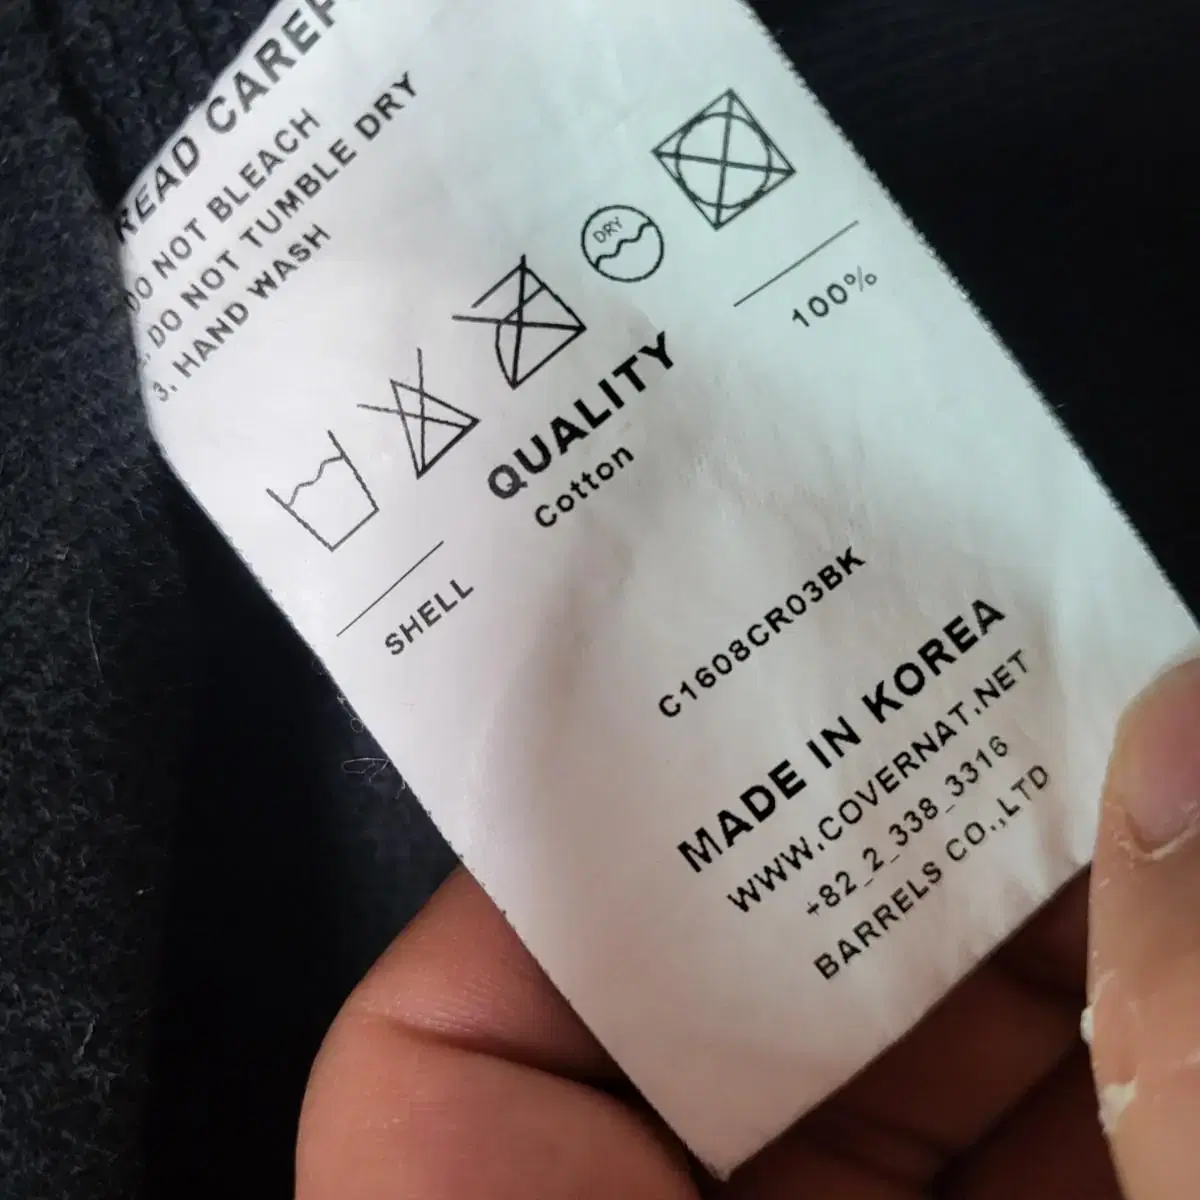 READ CAREF
DO NOT BLEACH
. DO NOT TUMBLE DRY
3. HAND WASH
DRY
QUALITY
SHELL Cotton 100%
C1608CR03BK
MADE IN KOREA
WWW.COVERNAT.NET
+82_2_338_3316
BARRELS CO.,LTD